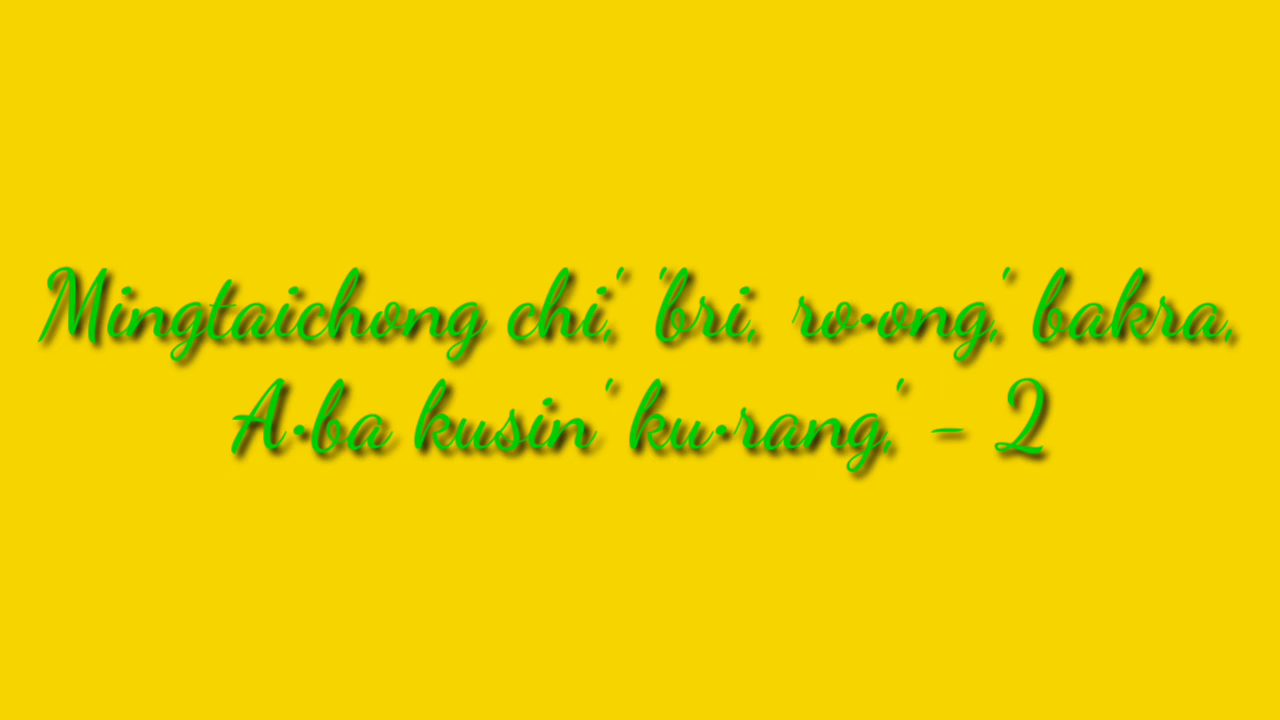 Mingtaichong chi,' 'bri, ro•ong,' bakra,
A•ba kusin' ku•rang,' - 2